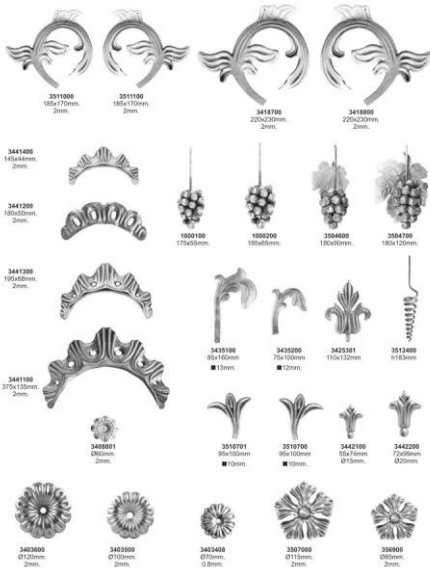 3511000
185x170mm.
2mm.
3511100
185x170mm.
2mm.
3418700
220x230mm.
2mm.
3418800
220x230mm.
2mm.
3441400
145x44mm.
2mm.
3441200
180x50mm.
2mm.
1000100
175x55mm.
1000200
195x65mm.
3504600
180x90mm.
3504700
180x120mm.
3441300
195x68mm.
2mm.
3435100
85x160mm
■13mm.
3435200
75x100mm
■12mm.
3425301
110x132mm
3512400
h183mm
3441100
375x135mm.
2mm.
3408801
Ø60mm.
2mm.
3510701
95x100mm
■10mm.
3510700
95x100mm
■10mm.
3442100
55x74mm
Ø15mm.
3442200
72x99mm
Ø20mm.
3403600
Ø120mm.
2mm.
3403500
Ø100mm.
2mm.
3403408
Ø70mm.
0.8mm.
3507000
Ø115mm.
2mm.
356900
Ø85mm.
2mm.